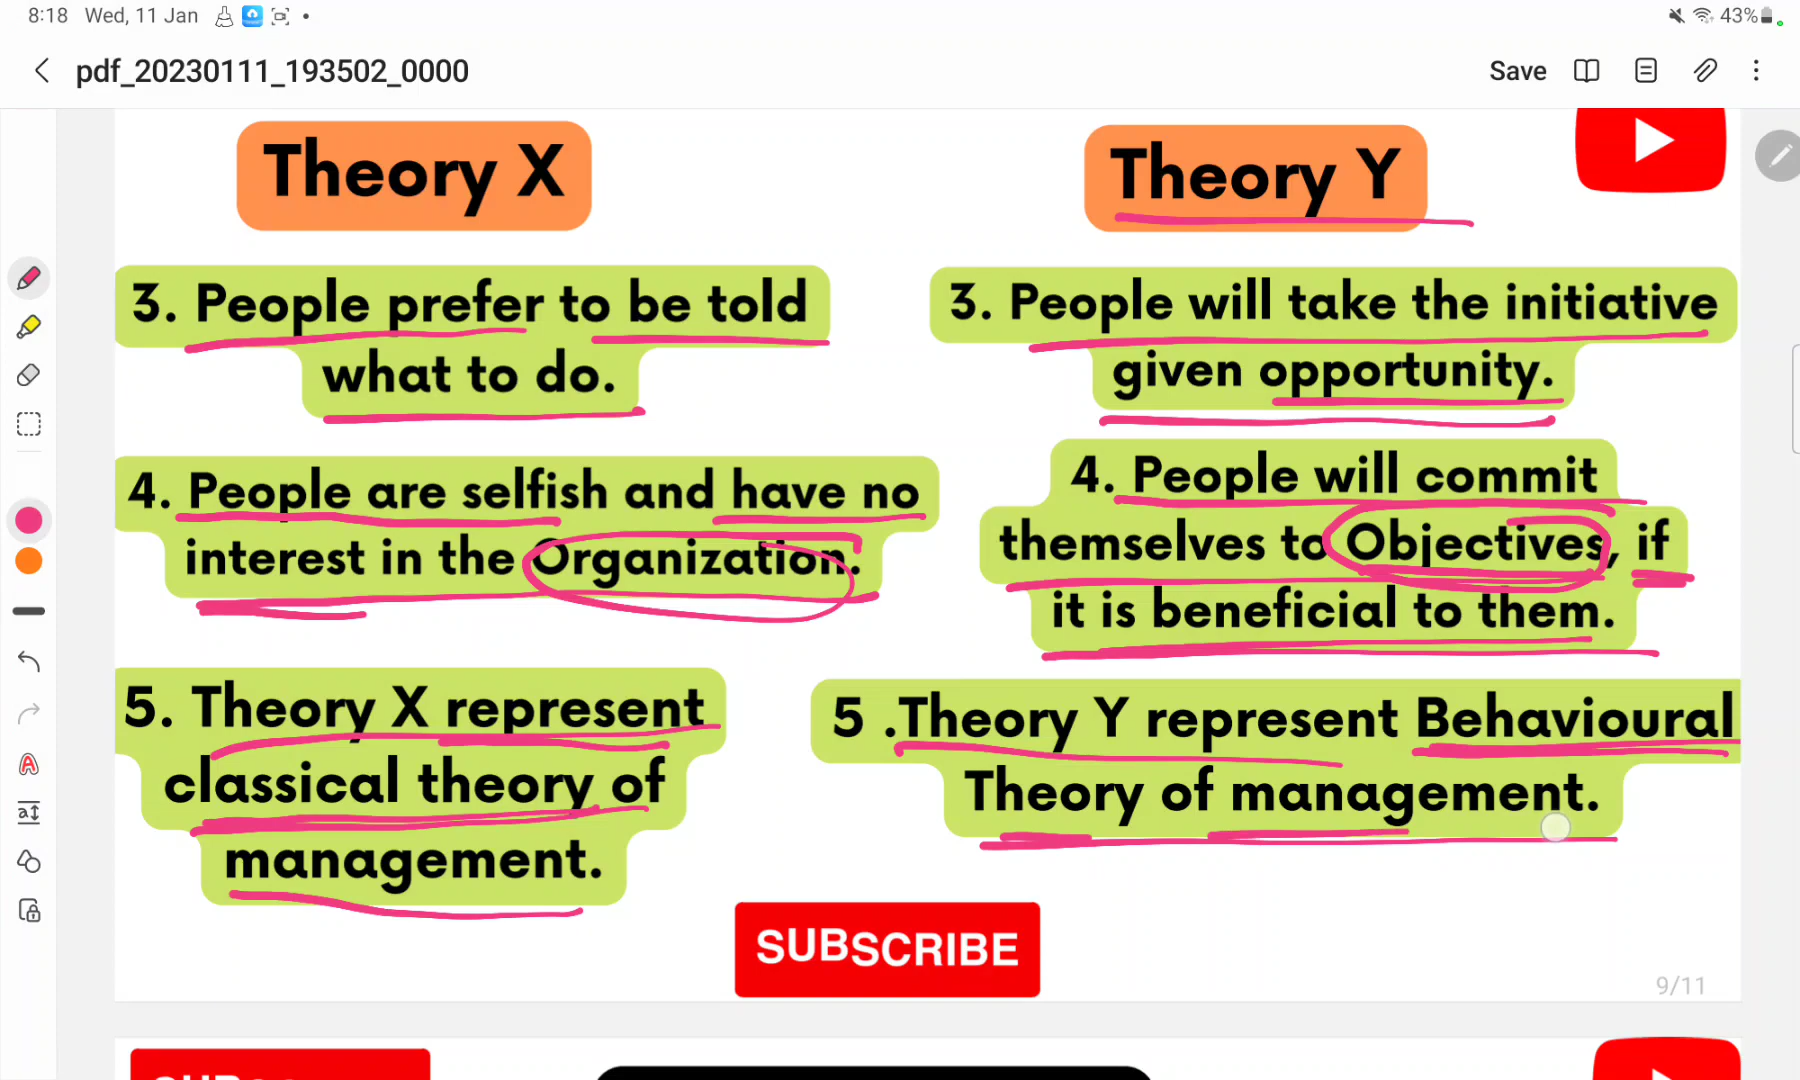 8:18 Wed, 11 Jan
43%
pdf_20230111_193502_0000
Save
Theory X
Theory Y
3. People prefer to be told
what to do.
3. People will take the initiative
given opportunity.
4. People are selfish and have no
interest in the Organization.
4. People will commit
themselves to Objectives, if
it is beneficial to them.
5. Theory X represent
classical theory of
management.
5 .Theory Y represent Behavioural
Theory of management.
SUBSCRIBE
9/11